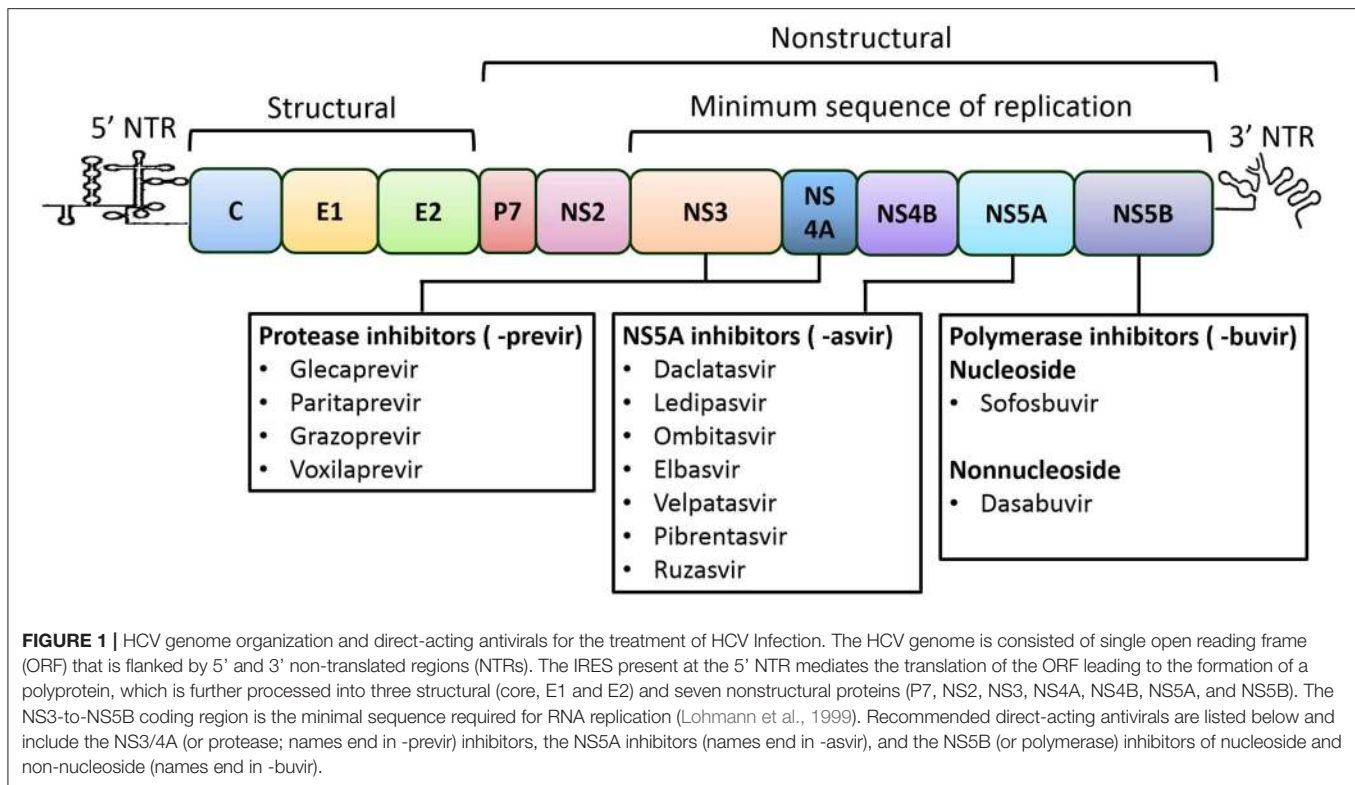 Nonstructural
Structural
Minimum sequence of replication
5' NTR
3' NTR
C
E1
E2
P7
NS2
NS3
NS
4A
NS4B
NS5A
NS5B
Protease inhibitors ( -previr)
• Glecaprevir
• Paritaprevir
• Grazoprevir
• Voxilaprevir
NS5A inhibitors ( -asvir)
• Daclatasvir
• Ledipasvir
• Ombitasvir
• Elbasvir
• Velpatasvir
• Pibrentasvir
• Ruzasvir
Polymerase inhibitors ( -buvir)
Nucleoside
• Sofosbuvir
Nonnucleoside
• Dasabuvir
FIGURE 1 | HCV genome organization and direct-acting antivirals for the treatment of HCV Infection. The HCV genome is consisted of single open reading frame
(ORF) that is flanked by 5' and 3' non-translated regions (NTRs). The IRES present at the 5' NTR mediates the translation of the ORF leading to the formation of a
polyprotein, which is further processed into three structural (core, E1 and E2) and seven nonstructural proteins (P7, NS2, NS3, NS4A, NS4B, NS5A, and NS5B). The
NS3-to-NS5B coding region is the minimal sequence required for RNA replication (Lohmann et al., 1999). Recommended direct-acting antivirals are listed below and
include the NS3/4A (or protease; names end in -previr) inhibitors, the NS5A inhibitors (names end in -asvir), and the NS5B (or polymerase) inhibitors of nucleoside and
non-nucleoside (names end in -buvir).